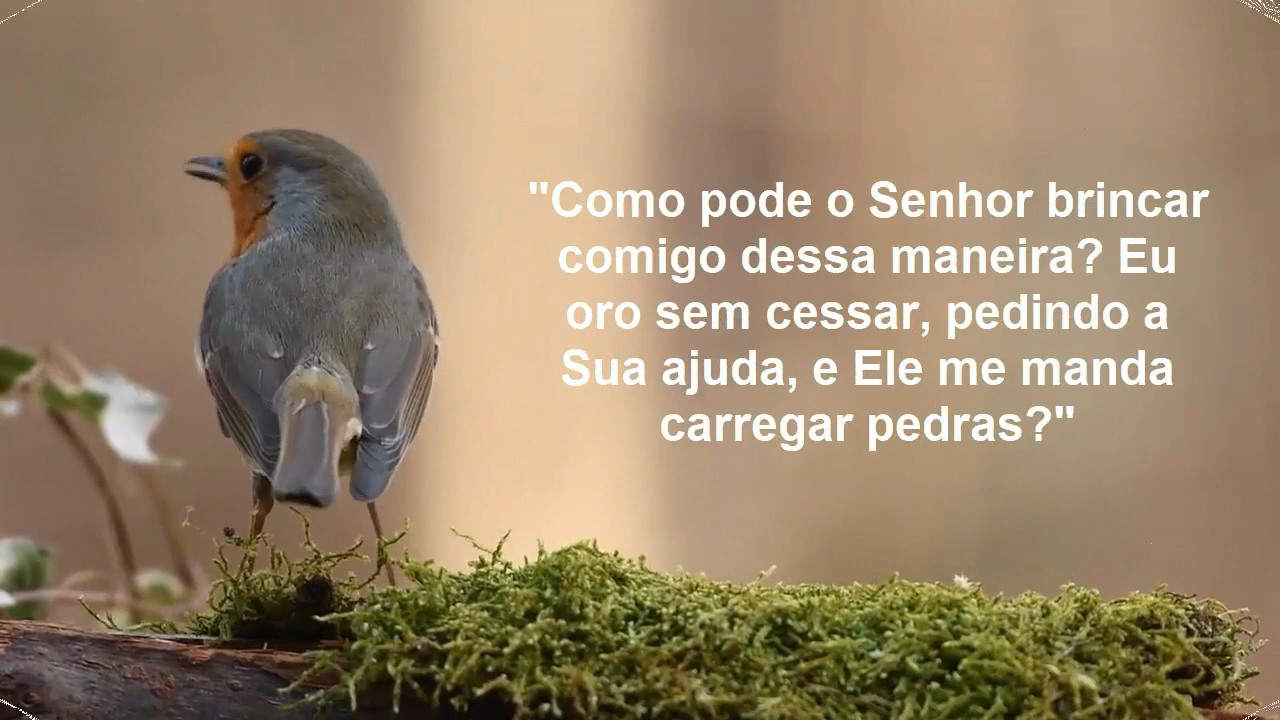 "Como pode o Senhor brincar
comigo dessa maneira? Eu
oro sem cessar, pedindo a
Sua ajuda, e Ele me manda
carregar pedras?"